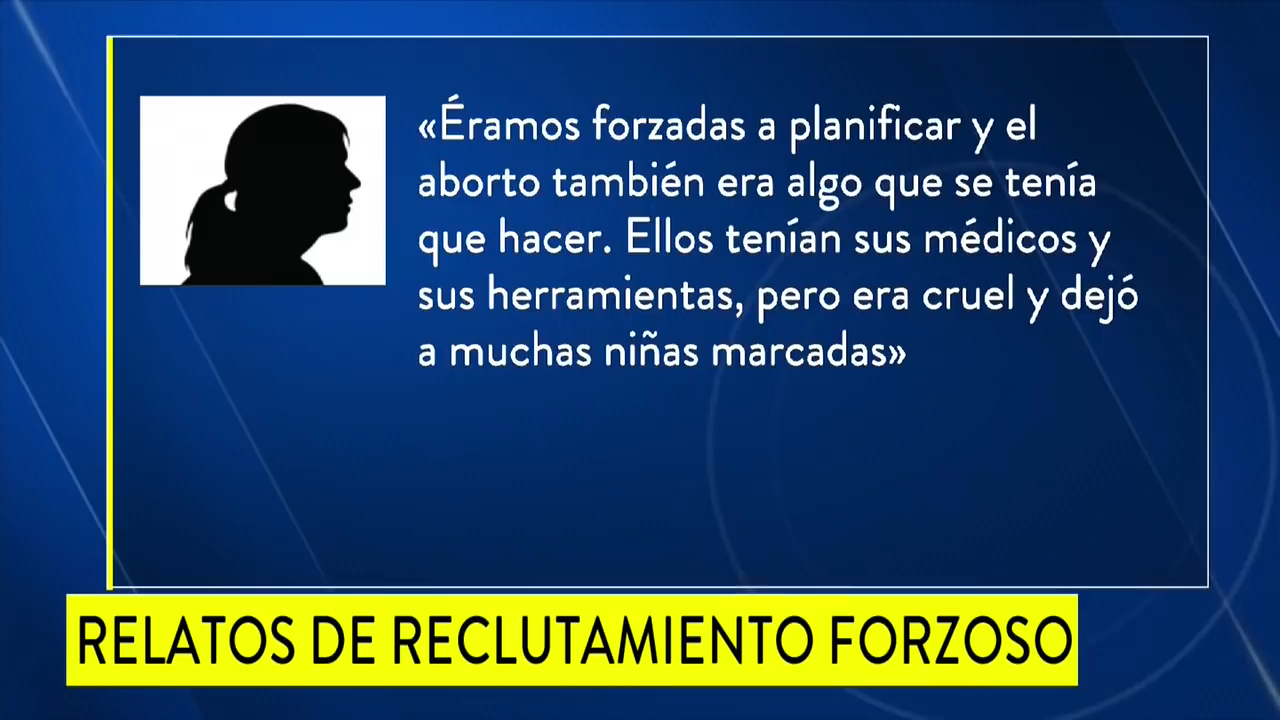 «Éramos forzadas a planificar y el
aborto también era algo que se tenía
que hacer. Ellos tenían sus médicos y
sus herramientas, pero era cruel y dejó
a muchas niñas marcadas»
RELATOS DE RECLUTAMIENTO FORZOSO